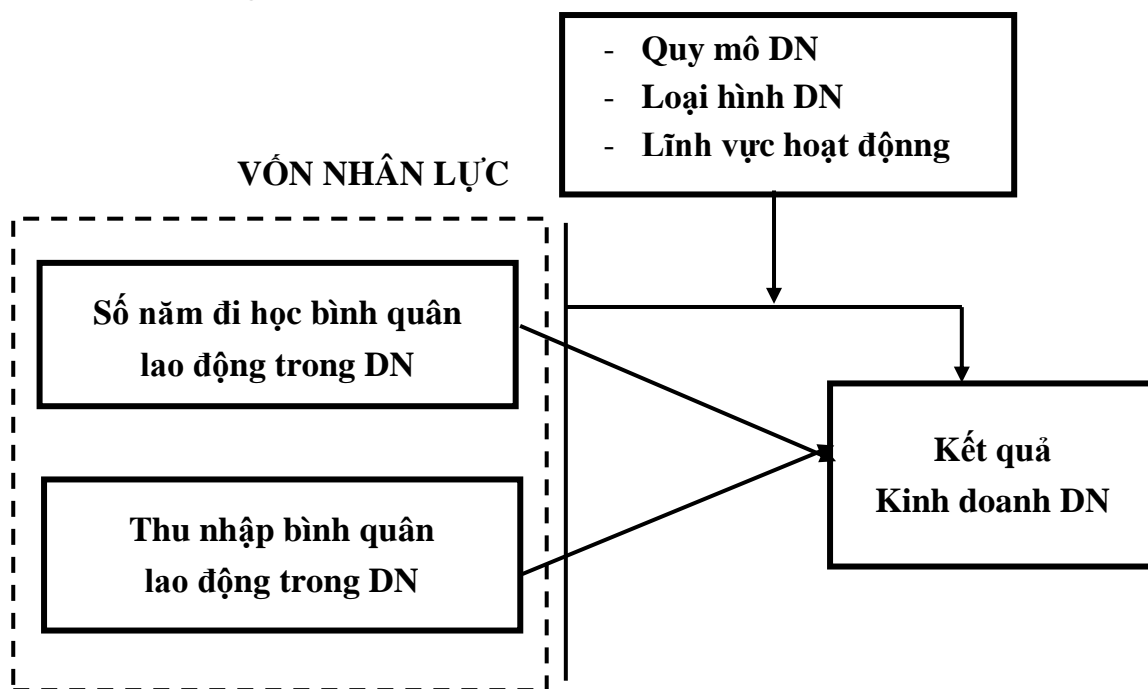 - Quy mô DN
- Loại hình DN
- Lĩnh vực hoạt độnng
VỐN NHÂN LỰC
Số năm đi học bình quân
lao động trong DN
Thu nhập bình quân
lao động trong DN
Kết quả
Kinh doanh DN